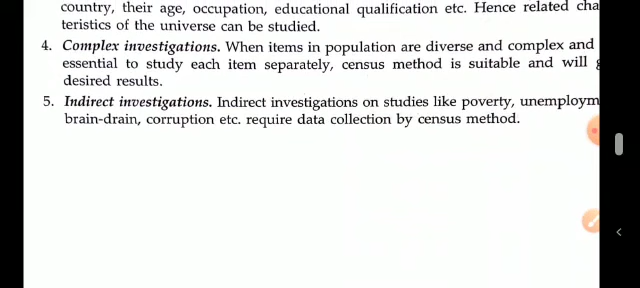 country, their age, occupation, educational qualification etc. Hence related cha
teristics of the universe can be studied.
4. Complex investigations. When items in population are diverse and complex and
essential to study each item separately, census method is suitable and will
desired results.
5. Indirect investigations. Indirect investigations on studies like poverty, unemploym
brain-drain, corruption etc. require data collection by census method.